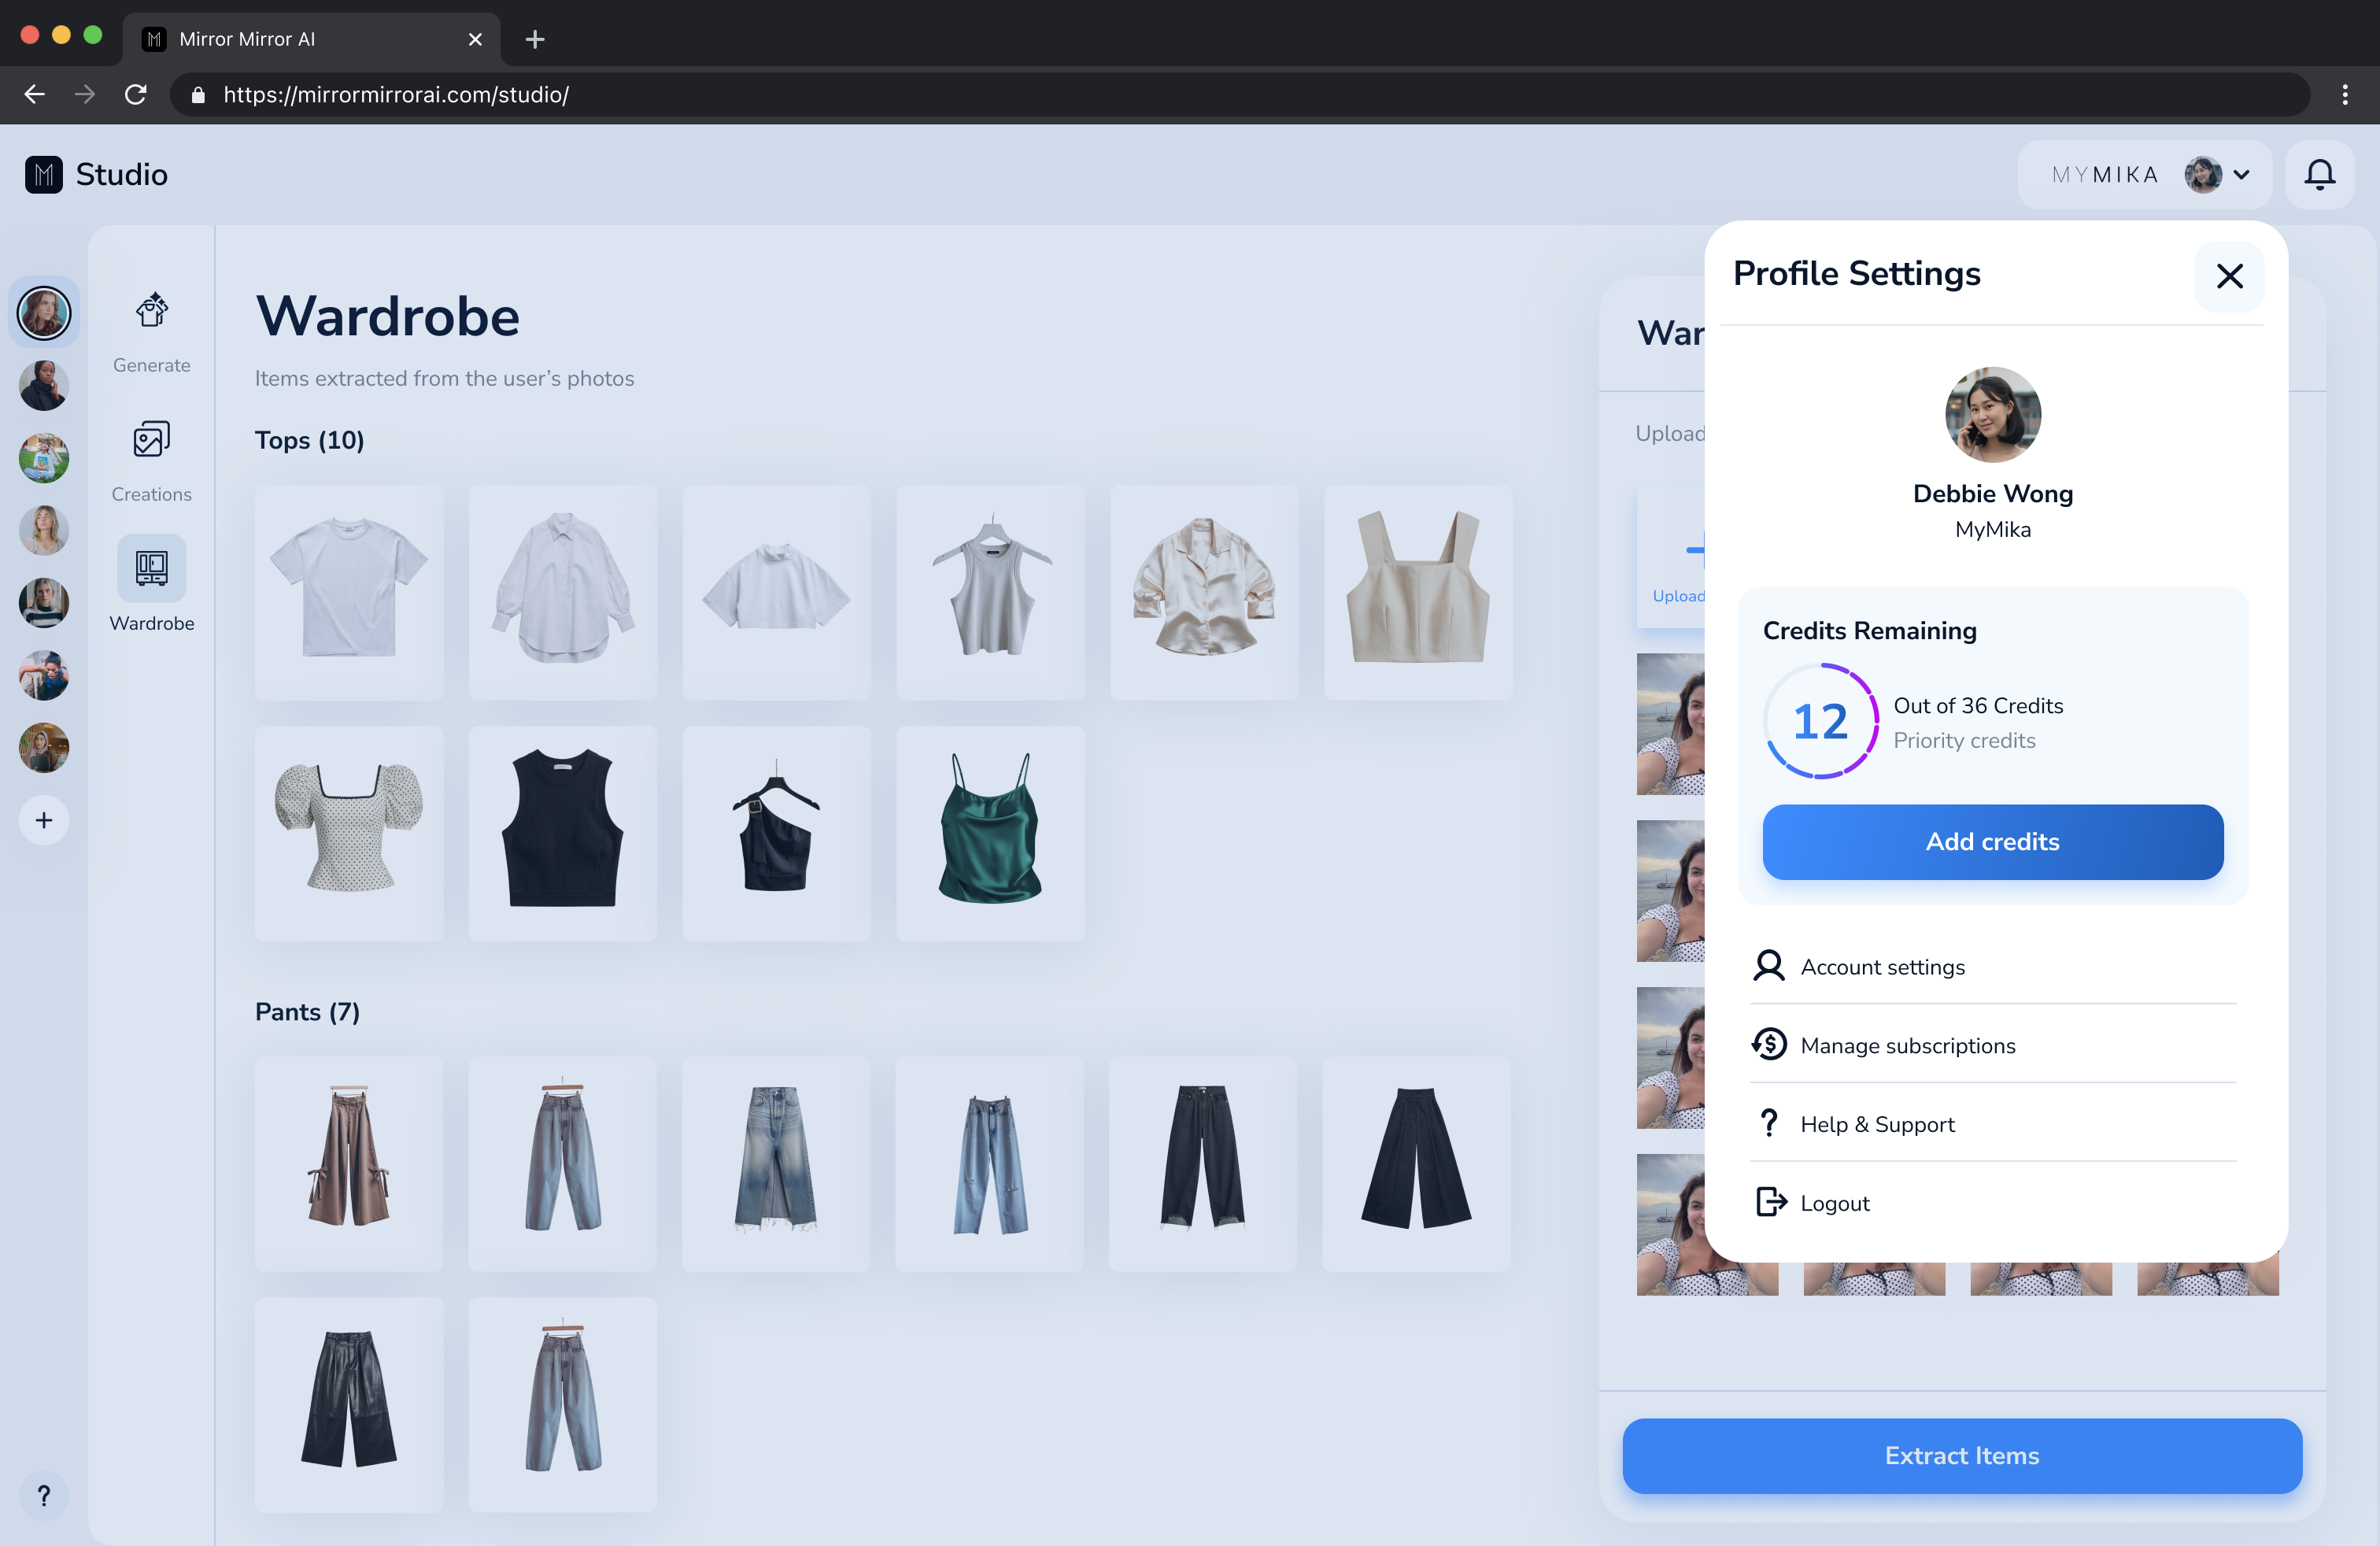 Mirror Mirror AI
https://mirrormirrorai.com/studio/
Studio
MYMIKA
Generate
Creations
Wardrobe
Wardrobe
Items extracted from the user’s photos
Tops (10)
Pants (7)
War
Upload
Upload
Extract Items
Profile Settings
Debbie Wong
MyMika
Credits Remaining
12
Out of 36 Credits
Priority credits
Add credits
Account settings
Manage subscriptions
Help & Support
Logout
?